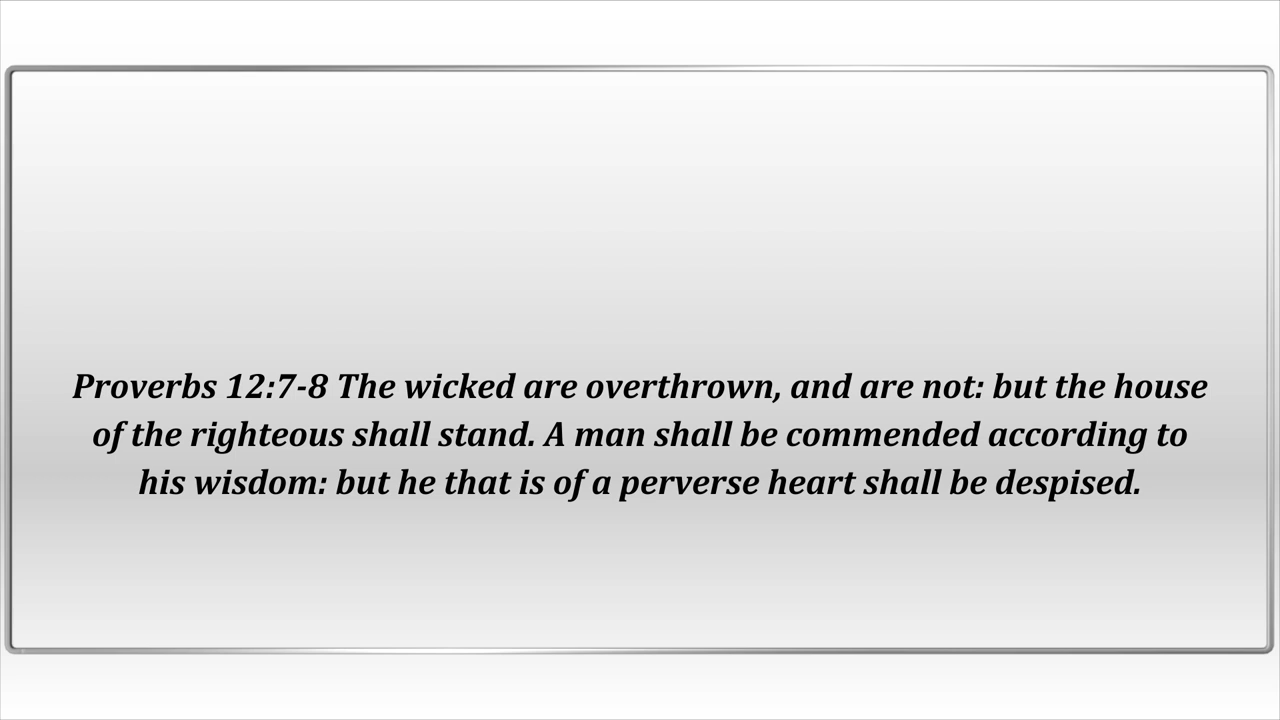 Proverbs 12:7-8 The wicked are overthrown, and are not: but the house
of the righteous shall stand. A man shall be commended according to
his wisdom: but he that is of a perverse heart shall be despised.